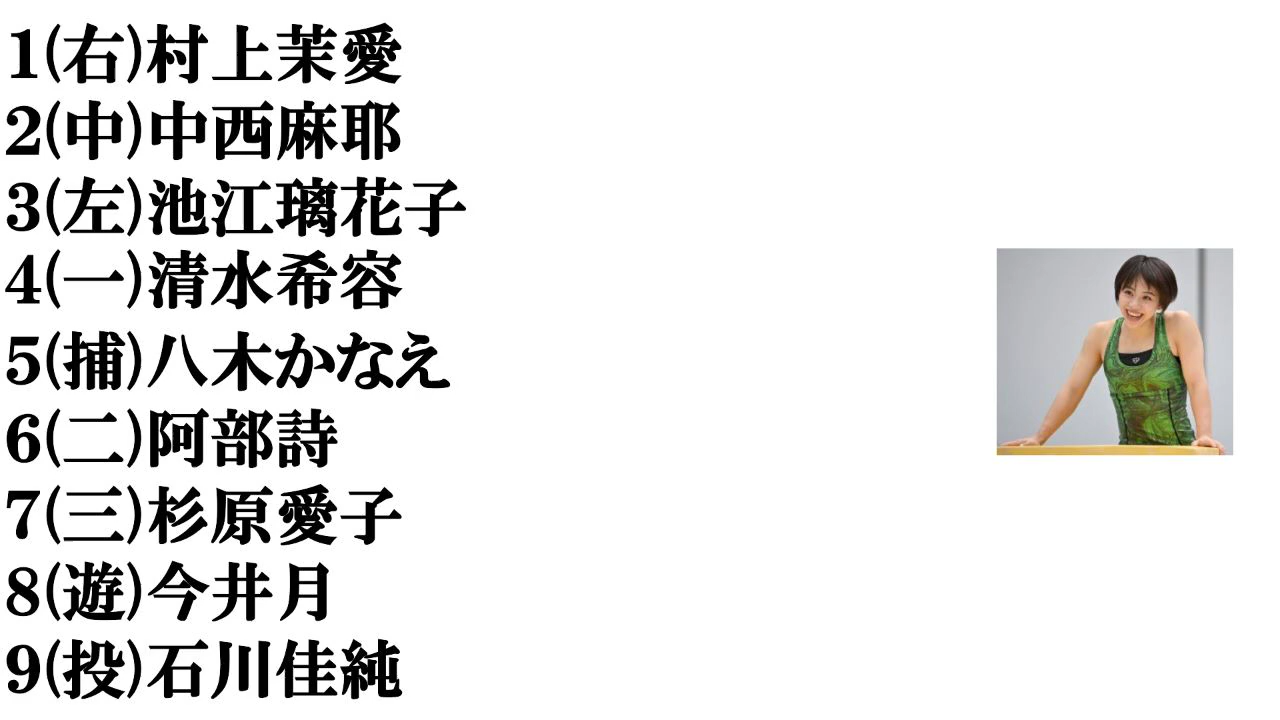 1(右)村上茉愛
2(中)中西麻耶
3(左)池江璃花子
4(一)清水希容
5(捕)八木かなえ
6(二)阿部詩
7(三)杉原愛子
8(遊)今井月
9(投)石川佳純